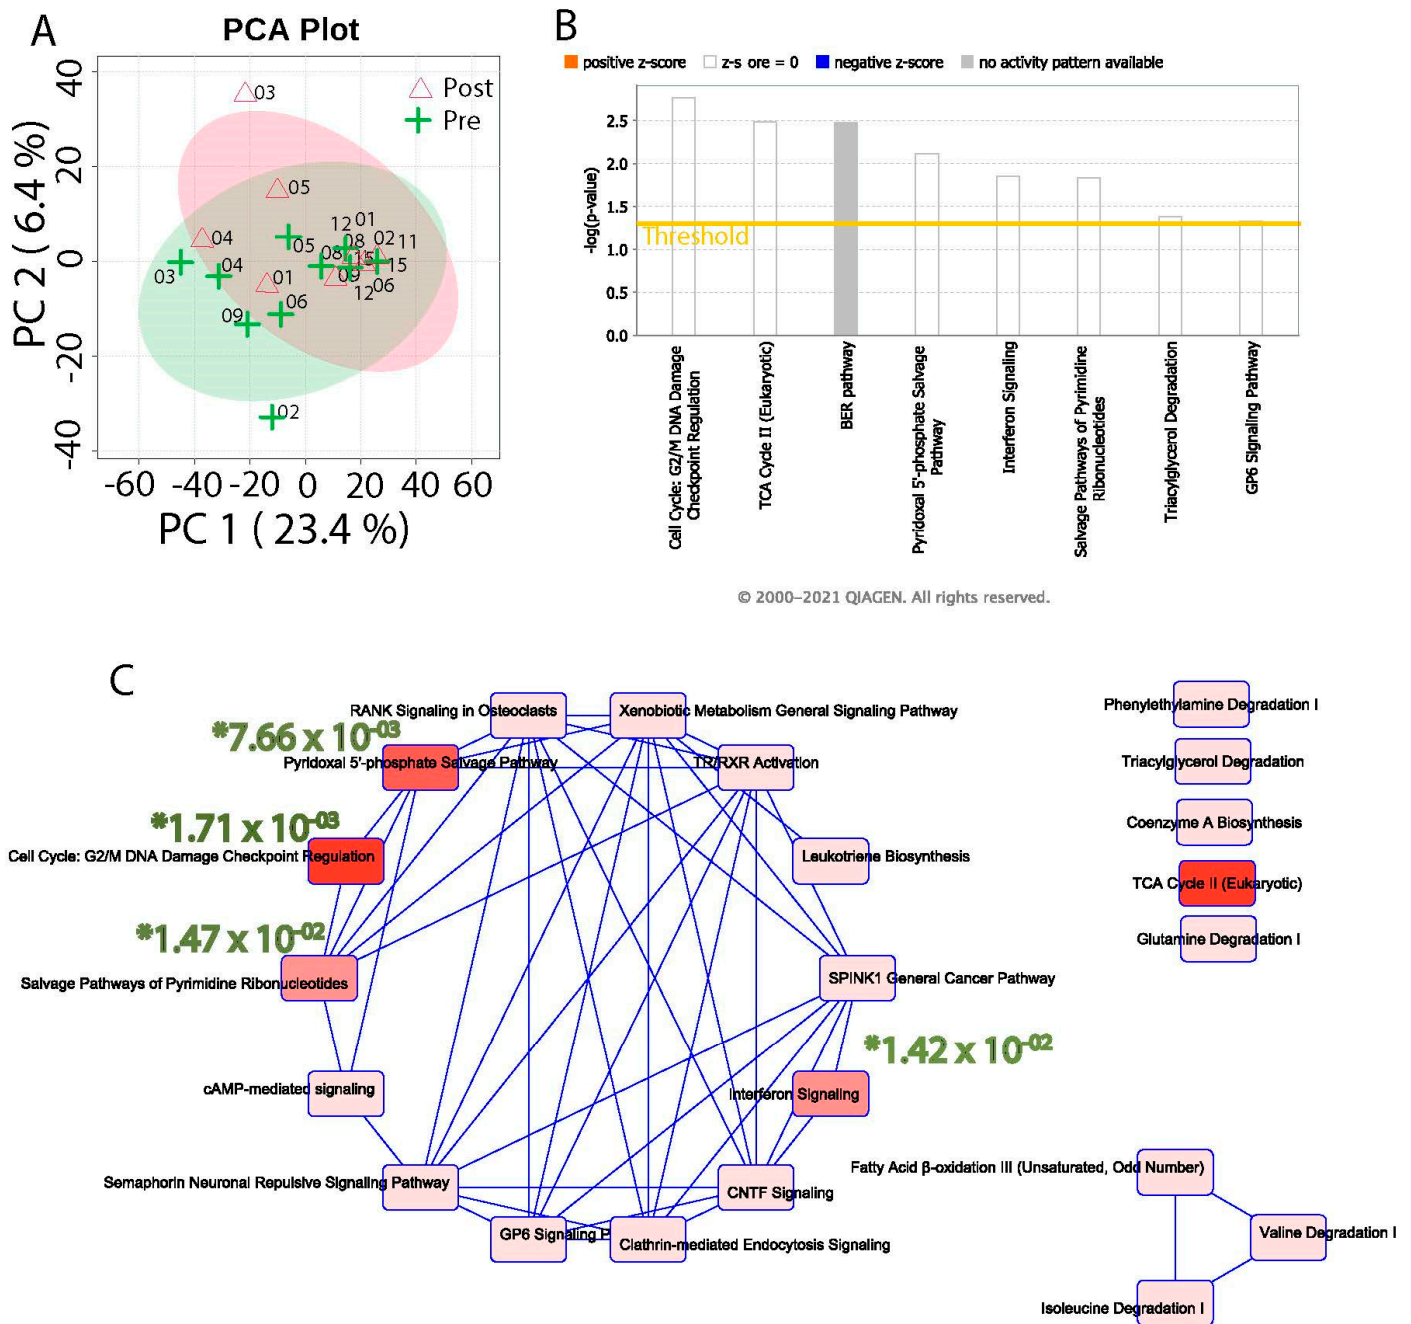 A
PCA Plot
Post
Pre
03
05
04
01
12
01
08
02
11
05
08
15
15
03
04
09
12
06
01
06
09
02
40
20
0
-20
-40
PC 2 ( 6.4 %)
-60
-40
-20
0
20
40
60
PC 1 ( 23.4 %)
B
positive z-score
z-s ore = 0
negative z-score
no activity pattern available
2.5
2.0
1.5
1.0
0.5
0.0
-log(p-value)
Threshold
Cell Cycle: G2/M DNA Damage
Checkpoint Regulation
TCA Cycle II (Eukaryotic)
BER pathway
Pyridoxal 5'-phosphate Salvage
Pathway
Interferon Signaling
Salvage Pathways of Pyrimidine
Ribonucleotides
Triacylglycerol Degradation
GP6 Signaling Pathway
© 2000-2021 QIAGEN. All rights reserved.
C
RANK Signaling in Osteoclasts
Xenobiotic Metabolism General Signaling Pathway
*7.66 x 10-03
Pyridoxal 5'-phosphate Salvage Pathway
TR/RXR Activation
*1.71 x 10-03
Cell Cycle: G2/M DNA Damage Checkpoint Regulation
Leukotriene Biosynthesis
*1.47 x 10-02
Salvage Pathways of Pyrimidine Ribonucleotides
SPINK1 General Cancer Pathway
*1.42 x 10-02
cAMP-mediated signaling
Interferon Signaling
Semaphorin Neuronal Repulsive Signaling Pathway
CNTF Signaling
GP6 Signaling P
Clathrin-mediated Endocytosis Signaling
Phenylethylamine Degradation I
Triacylglycerol Degradation
Coenzyme A Biosynthesis
TCA Cycle II (Eukaryotic)
Glutamine Degradation I
Fatty Acid β-oxidation III (Unsaturated, Odd Number)
Valine Degradation I
Isoleucine Degradation I